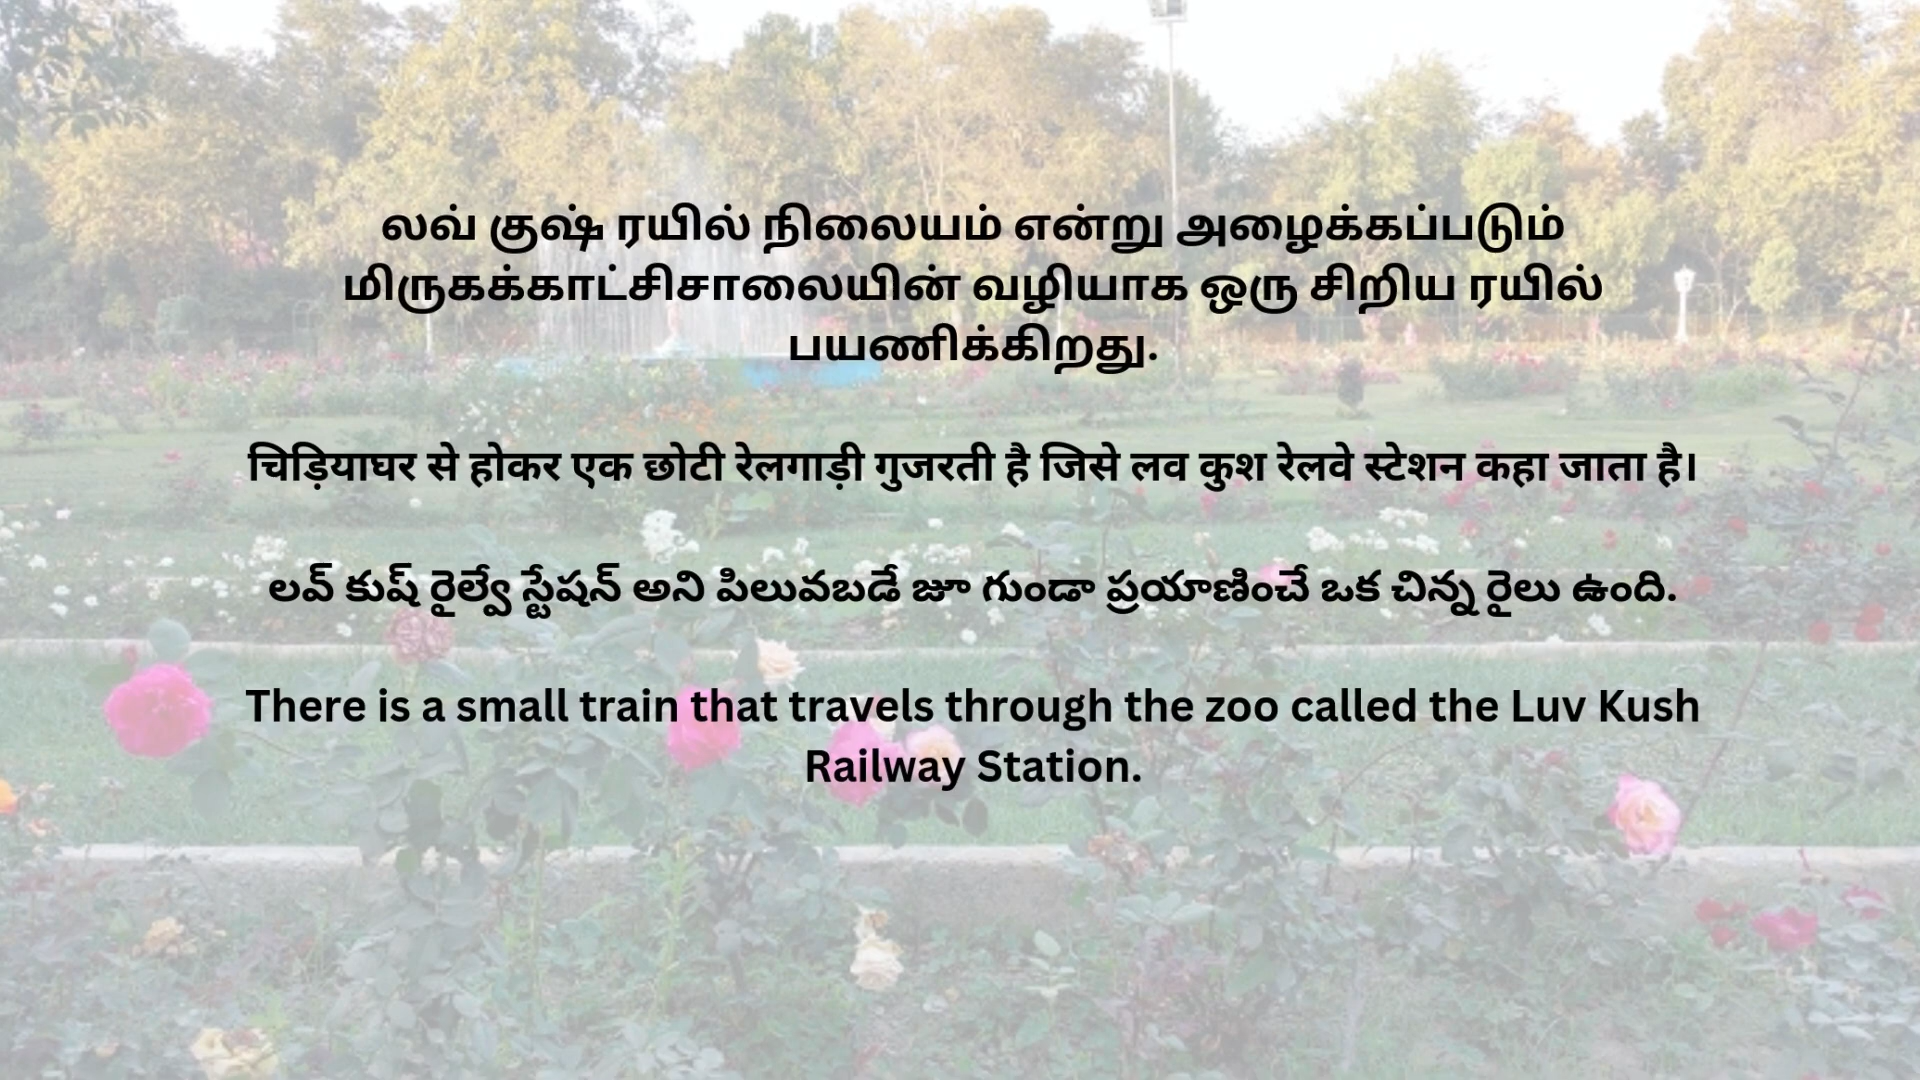 லவ் குஷ் ரயில் நிலையம் என்று அழைக்கப்படும்
மிருகக்காட்சிசாலையின் வழியாக ஒரு சிறிய ரயில்
பயணிக்கிறது.
चिड़ियाघर से होकर एक छोटी रेलगाड़ी गुजरती है जिसे लव कुश रेलवे स्टेशन कहा जाता है।
లవ్ కుష్ రైల్వే స్టేషన్ అని పిలువబడే జూ గుండా ప్రయాణించే ఒక చిన్న రైలు ఉంది.
There is a small train that travels through the zoo called the Luv Kush
Railway Station.